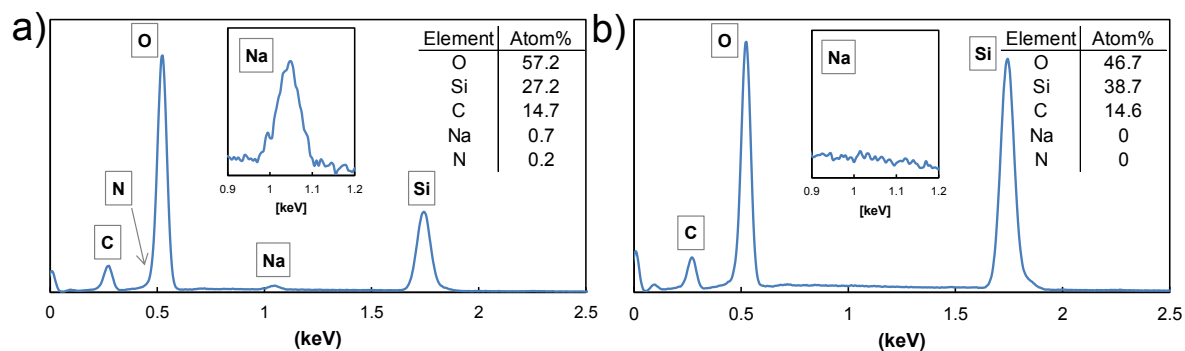 a)
O
Na
Element Atom%
O 57.2
Si 27.2
C 14.7
Na 0.7
N 0.2
0.9 1 1.1 1.2
[keV]
N
C
Na
Si
0 0.5 1 1.5 2 2.5
(keV)
b)
O
Na
Si
Element Atom%
O 46.7
Si 38.7
C 14.6
Na 0
N 0
0.9 1 1.1 1.2
[keV]
C
0 0.5 1 1.5 2 2.5
(keV)